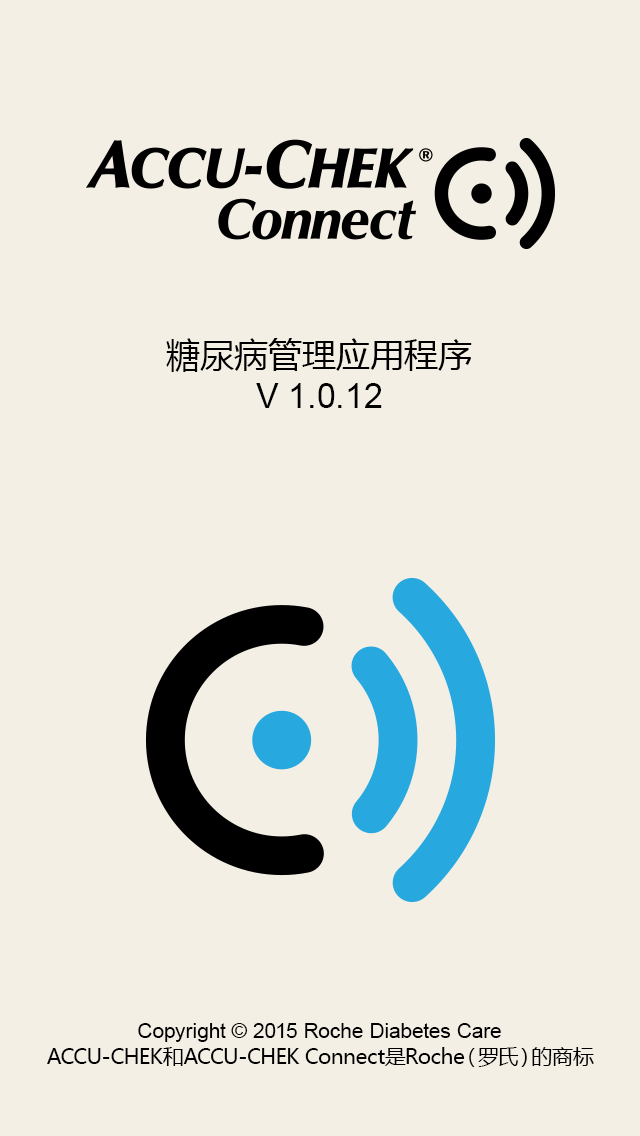 ACCU-CHEK®
Connect
糖尿病管理应用程序
V 1.0.12
Copyright © 2015 Roche Diabetes Care
ACCU-CHEK和ACCU-CHEK Connect是Roche(罗氏)的商标